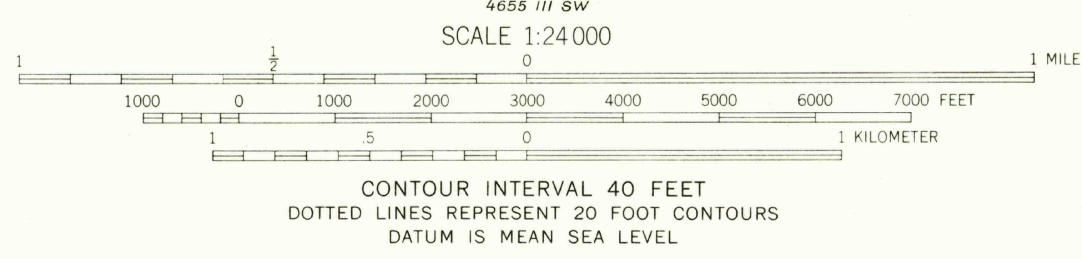 4655 III SW
SCALE 1:24 000
1 1/2 0 1 MILE
1000 0 1000 2000 3000 4000 5000 6000 7000 FEET
1 .5 0 1 KILOMETER
CONTOUR INTERVAL 40 FEET
DOTTED LINES REPRESENT 20 FOOT CONTOURS
DATUM IS MEAN SEA LEVEL